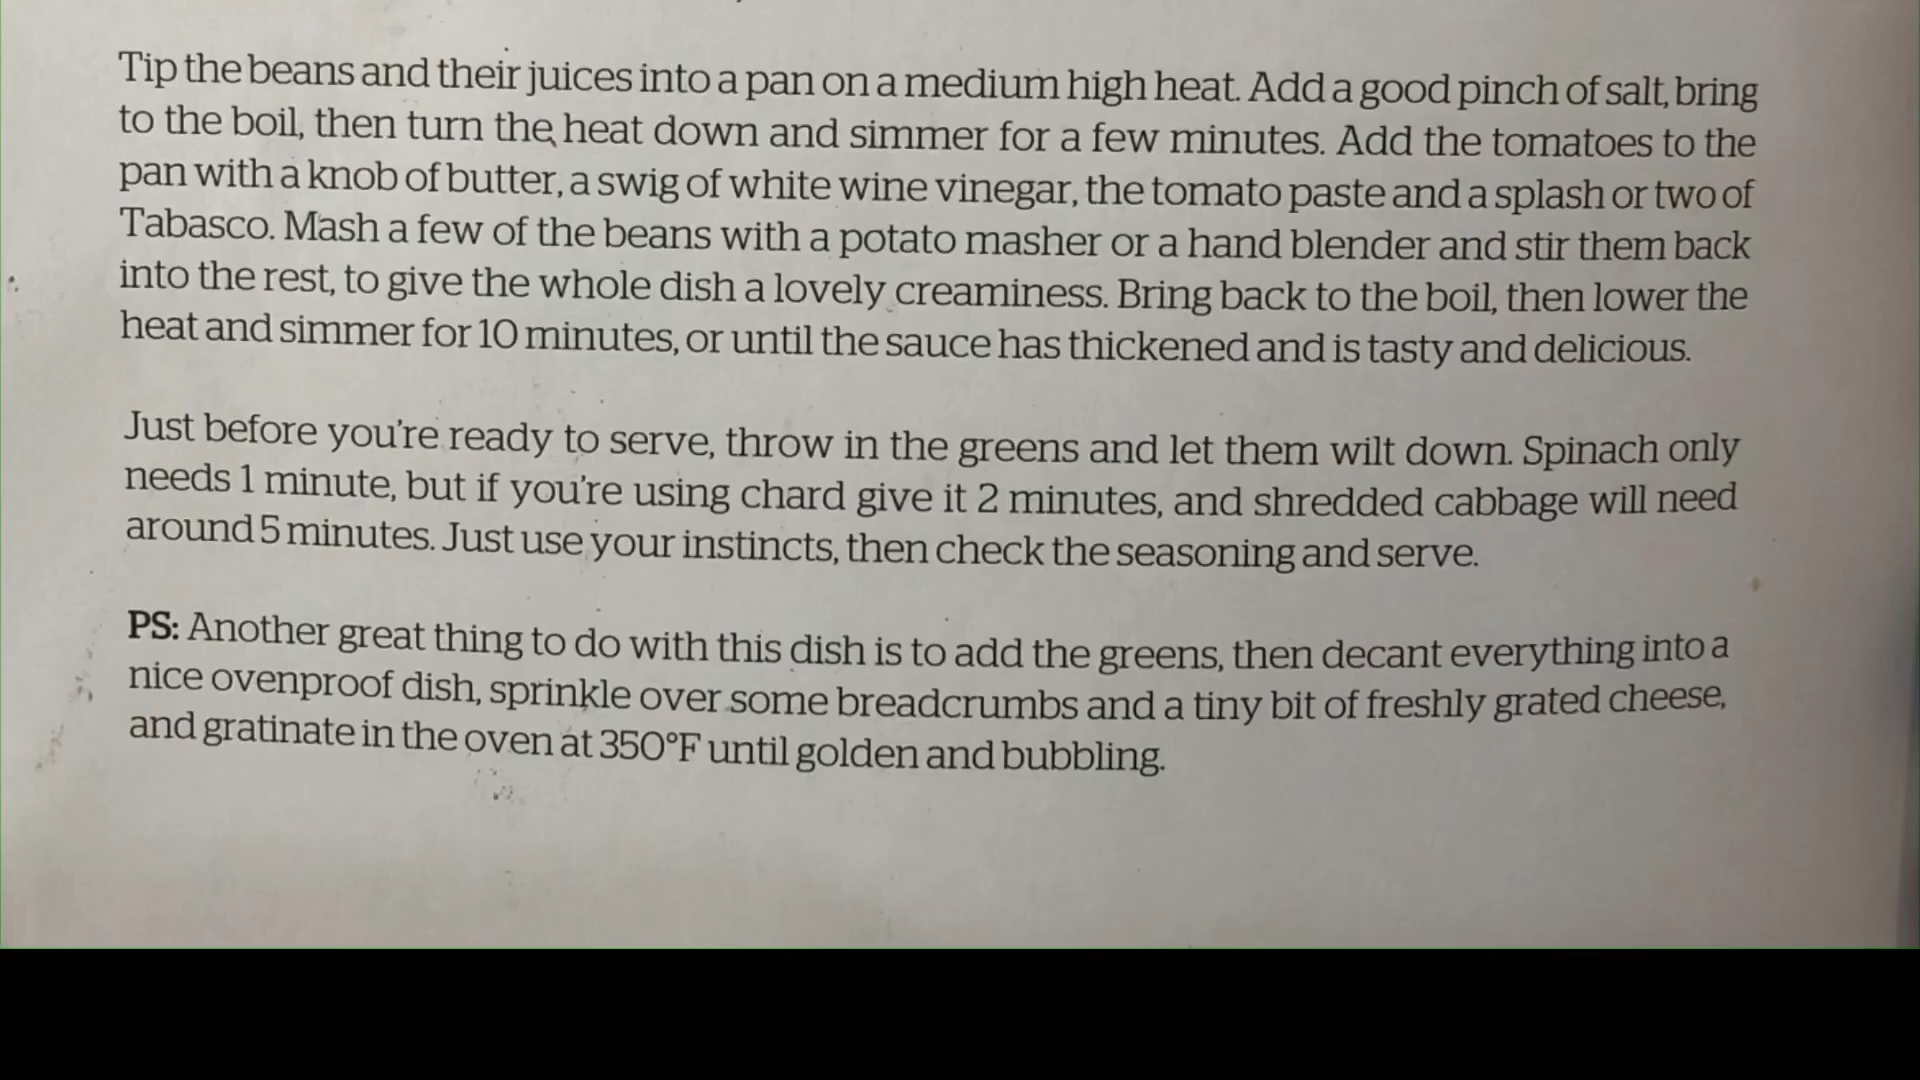 Tip the beans and their juices into a pan on a medium high heat. Add a good pinch of salt, bring
to the boil, then turn the heat down and simmer for a few minutes. Add the tomatoes to the
pan with a knob of butter, a swig of white wine vinegar, the tomato paste and a splash or two of
Tabasco. Mash a few of the beans with a potato masher or a hand blender and stir them back
into the rest, to give the whole dish a lovely creaminess. Bring back to the boil, then lower the
heat and simmer for 10 minutes, or until the sauce has thickened and is tasty and delicious.
Just before you're ready to serve, throw in the greens and let them wilt down. Spinach only
needs 1 minute, but if you're using chard give it 2 minutes, and shredded cabbage will need
around 5 minutes. Just use your instincts, then check the seasoning and serve.
PS: Another great thing to do with this dish is to add the greens, then decant everything into a
nice ovenproof dish, sprinkle over some breadcrumbs and a tiny bit of freshly grated cheese,
and gratinate in the oven at 350°F until golden and bubbling.